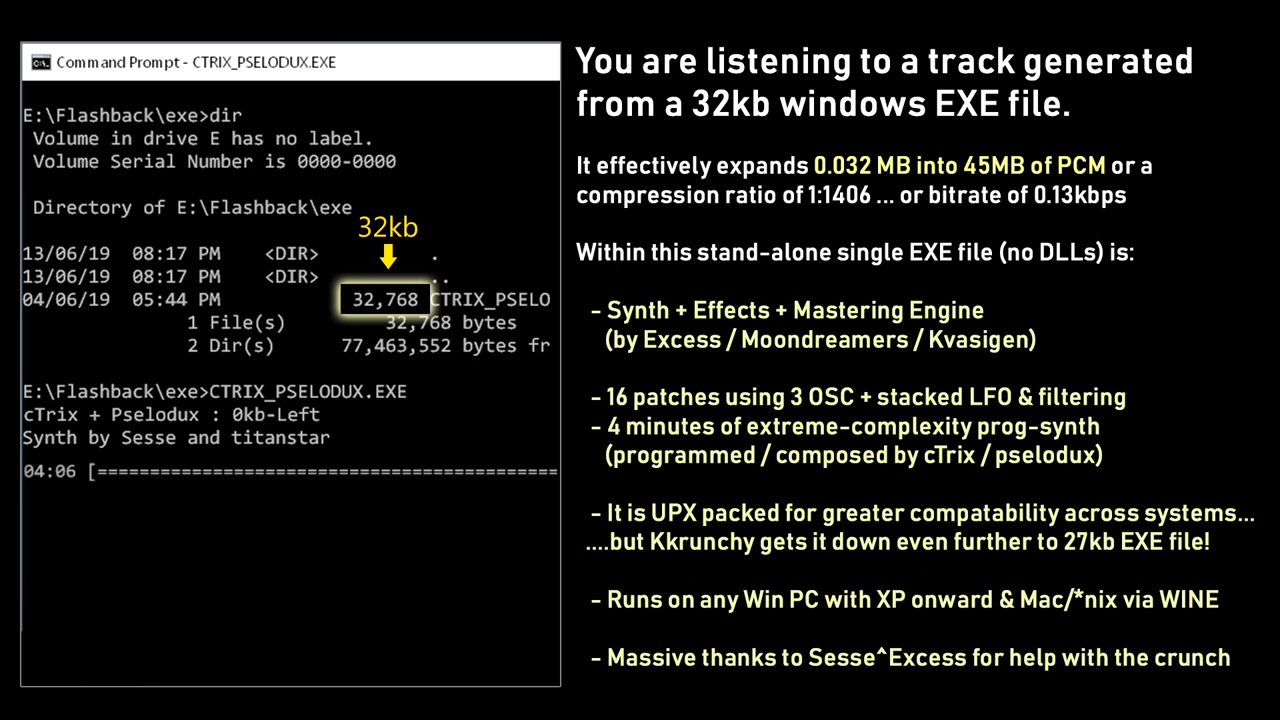 Command Prompt - CTRIX_PSELODUX.EXE
E:\Flashback\exe>dir
Volume in drive E has no label.
Volume Serial Number is 0000-0000
Directory of E:\Flashback\exe
32kb
13/06/19 08:17 PM <DIR> .
13/06/19 08:17 PM <DIR> ..
04/06/19 05:44 PM 32,768 CTRIX_PSELO
1 File(s) 32,768 bytes
2 Dir(s) 77,463,552 bytes fr
E:\Flashback\exe>CTRIX_PSELODUX.EXE
cTrix + Pselodux : 0kb-Left
Synth by Sesse and titanstar
04:06 [====================================================
You are listening to a track generated
from a 32kb windows EXE file.
It effectively expands 0.032 MB into 45MB of PCM or a
compression ratio of 1:1406 ... or bitrate of 0.13kbps
Within this stand-alone single EXE file (no DLLs) is:
- Synth + Effects + Mastering Engine
(by Excess / Moondreamers / Kvasigen)
- 16 patches using 3 OSC + stacked LFO & filtering
- 4 minutes of extreme-complexity prog-synth
(programmed / composed by cTrix / pselodux)
- It is UPX packed for greater compatability across systems...
....but Kkrunchy gets it down even further to 27kb EXE file!
- Runs on any Win PC with XP onward & Mac/*nix via WINE
- Massive thanks to Sesse^Excess for help with the crunch